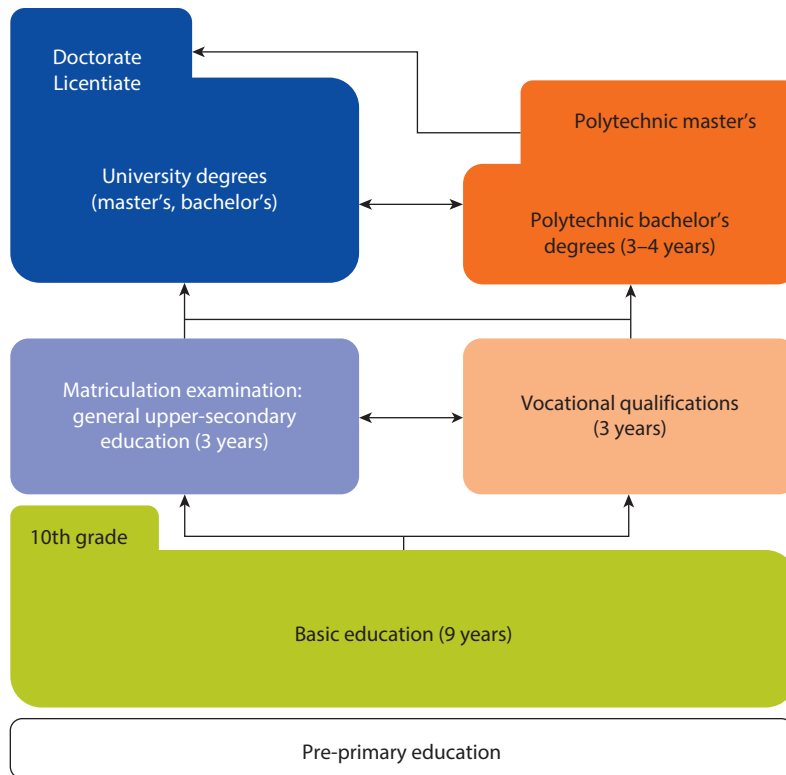 Doctorate
Licentiate
University degrees
(master’s, bachelor’s)
Polytechnic master’s
Polytechnic bachelor’s
degrees (3–4 years)
Matriculation examination:
general upper-secondary
education (3 years)
Vocational qualifications
(3 years)
10th grade
Basic education (9 years)
Pre-primary education